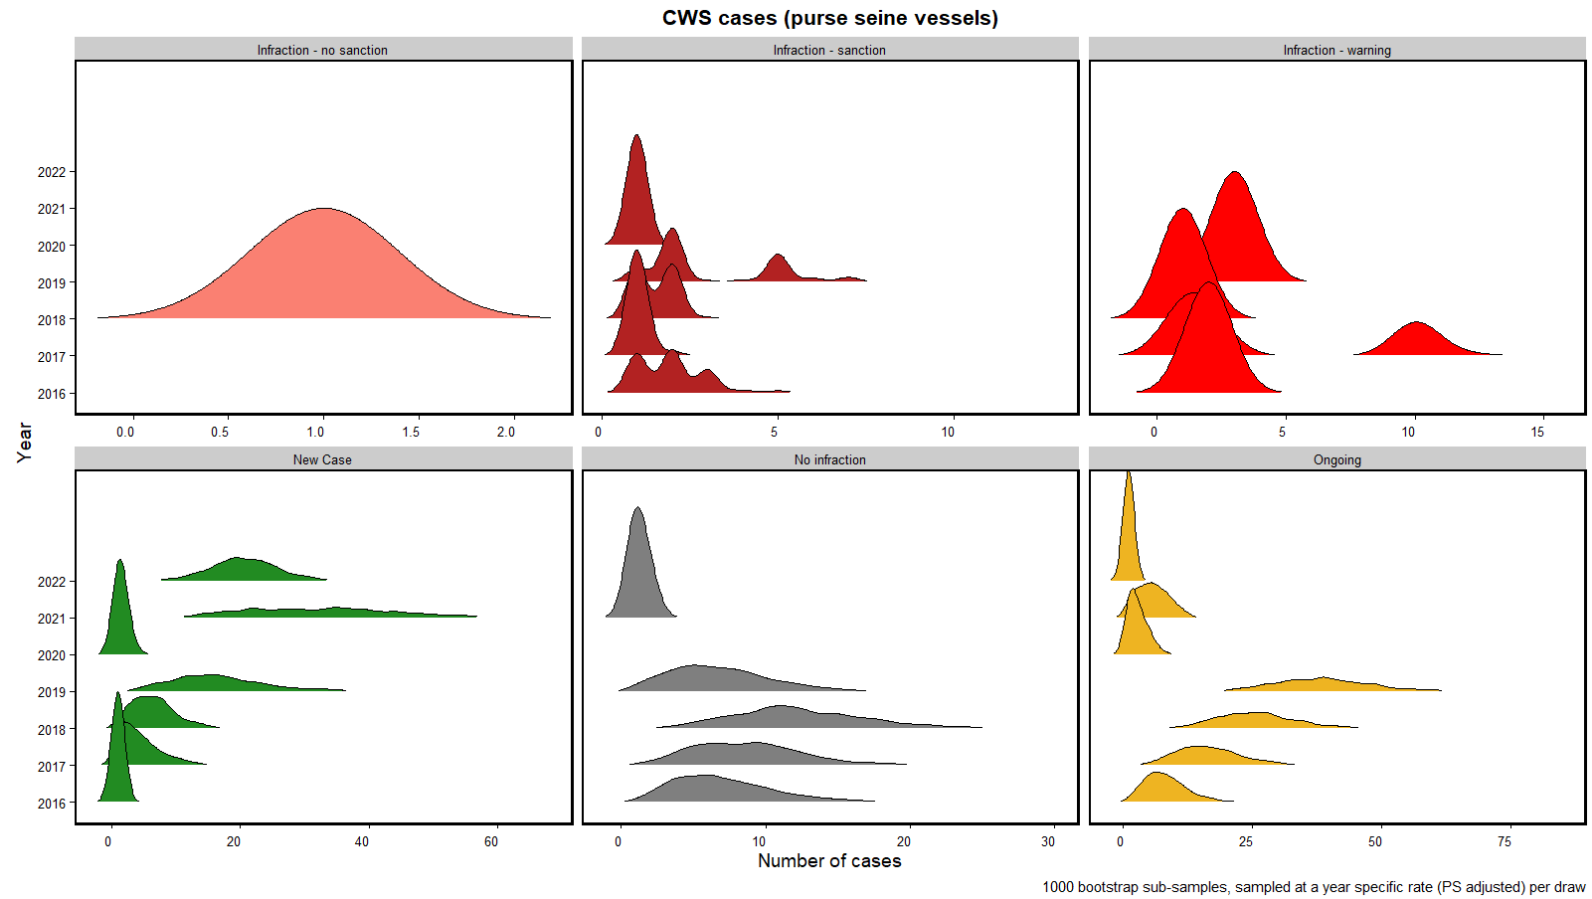 CWS cases (purse seine vessels)
Infraction - no sanction
Infraction - sanction
Infraction - warning
2022
2021
2020
2019
2018
2017
2016
0.0 0.5 1.0 1.5 2.0
0 5 10
0 5 10 15
Year
New Case
No infraction
Ongoing
2022
2021
2020
2019
2018
2017
2016
0 20 40 60
0 10 20 30
0 25 50 75
Number of cases
1000 bootstrap sub-samples, sampled at a year specific rate (PS adjusted) per draw